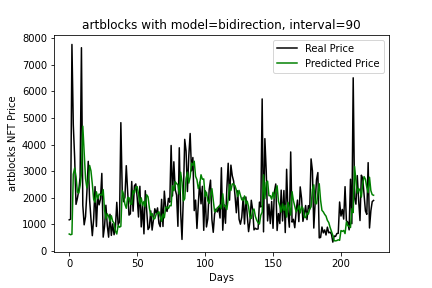 artblocks with model=bidirection, interval=90
Real Price
Predicted Price
artblocks NFT Price
8000
7000
6000
5000
4000
3000
2000
1000
0
0
50
100
150
200
Days